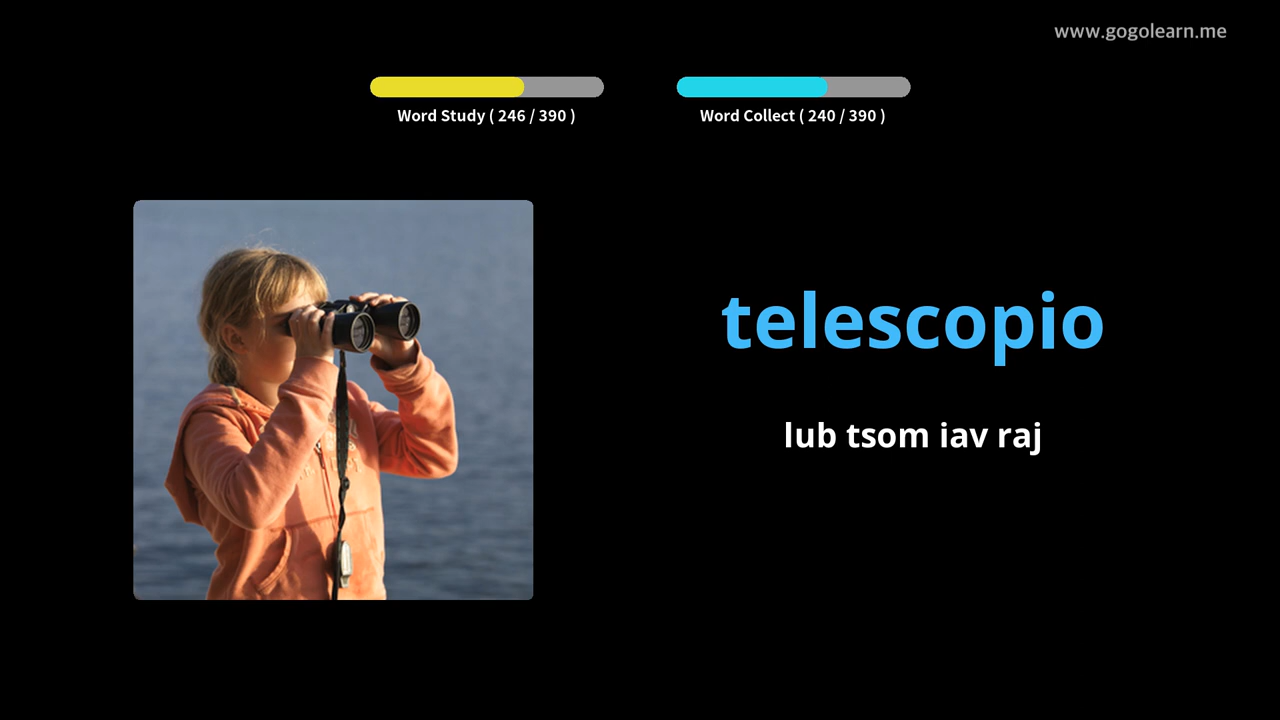 www.gogolearn.me
Word Study ( 246 / 390 )
Word Collect ( 240 / 390 )
telescopio
lub tsom iav raj